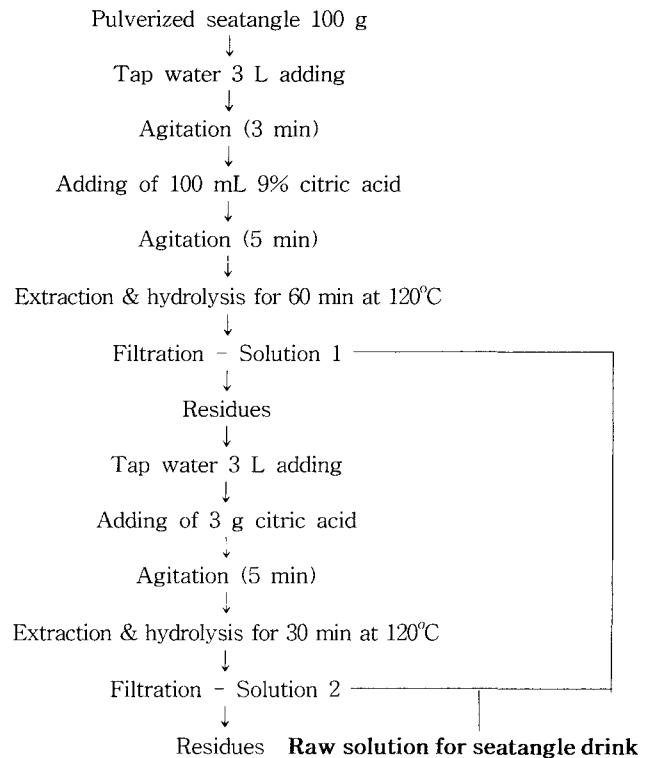 Pulverized seatangle 100 g
↓
Tap water 3 L adding
↓
Agitation (3 min)
↓
Adding of 100 mL 9% citric acid
↓
Agitation (5 min)
↓
Extraction & hydrolysis for 60 min at 120°C
↓
Filtration - Solution 1
↓
Residues
↓
Tap water 3 L adding
↓
Adding of 3 g citric acid
↓
Agitation (5 min)
↓
Extraction & hydrolysis for 30 min at 120°C
↓
Filtration - Solution 2
↓
Residues Raw solution for seatangle drink